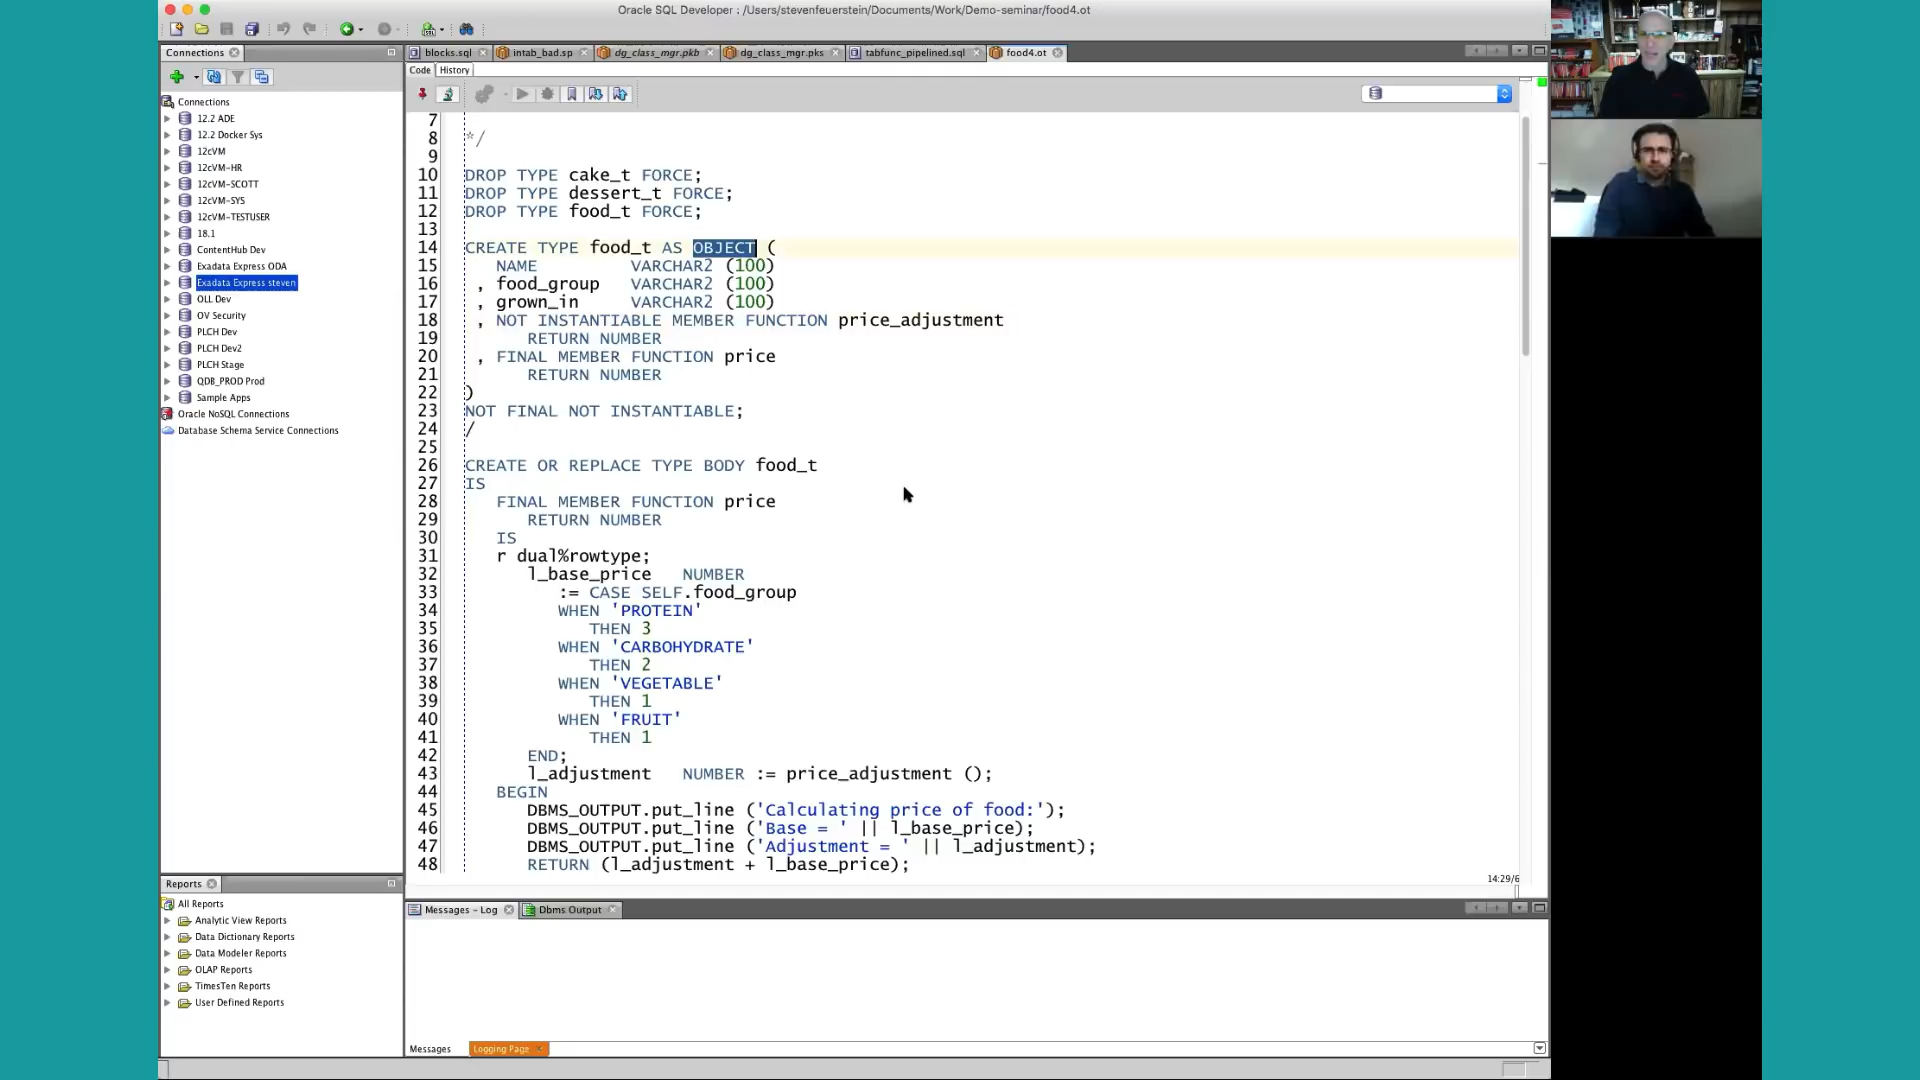 Oracle SQL Developer : /Users/stevenfeuerstein/Documents/Work/Demo-seminar/food4.ot
Connections
Connections
12.2 ADE
12.2 Docker Sys
12cVM
12cVM-HR
12cVM-SCOTT
12cVM-SYS
12cVM-TESTUSER
18.1
ContentHub Dev
Exadata Express ODA
Exadata Express steven
OLL Dev
OV Security
PLCH Dev
PLCH Dev2
PLCH Stage
QDB_PROD Prod
Sample Apps
Oracle NoSQL Connections
Database Schema Service Connections
Reports
All Reports
Analytic View Reports
Data Dictionary Reports
Data Modeler Reports
OLAP Reports
TimesTen Reports
User Defined Reports
blocks.sql intab_bad.sp dg_class_mgr.pkb dg_class_mgr.pks tabfunc_pipelined.sql food4.ot
Code History
7
8 */
9
10 DROP TYPE cake_t FORCE;
11 DROP TYPE dessert_t FORCE;
12 DROP TYPE food_t FORCE;
13
14 CREATE TYPE food_t AS OBJECT (
15 NAME VARCHAR2 (100)
16 , food_group VARCHAR2 (100)
17 , grown_in VARCHAR2 (100)
18 , NOT INSTANTIABLE MEMBER FUNCTION price_adjustment
19 RETURN NUMBER
20 , FINAL MEMBER FUNCTION price
21 RETURN NUMBER
22 )
23 NOT FINAL NOT INSTANTIABLE;
24 /
25
26 CREATE OR REPLACE TYPE BODY food_t
27 IS
28 FINAL MEMBER FUNCTION price
29 RETURN NUMBER
30 IS
31 r dual%rowtype;
32 l_base_price NUMBER
33 := CASE SELF.food_group
34 WHEN 'PROTEIN'
35 THEN 3
36 WHEN 'CARBOHYDRATE'
37 THEN 2
38 WHEN 'VEGETABLE'
39 THEN 1
40 WHEN 'FRUIT'
41 THEN 1
42 END;
43 l_adjustment NUMBER := price_adjustment ();
44 BEGIN
45 DBMS_OUTPUT.put_line ('Calculating price of food:');
46 DBMS_OUTPUT.put_line ('Base = ' || l_base_price);
47 DBMS_OUTPUT.put_line ('Adjustment = ' || l_adjustment);
48 RETURN (l_adjustment + l_base_price);
14:29/6
Messages - Log Dbms Output
Messages Logging Page